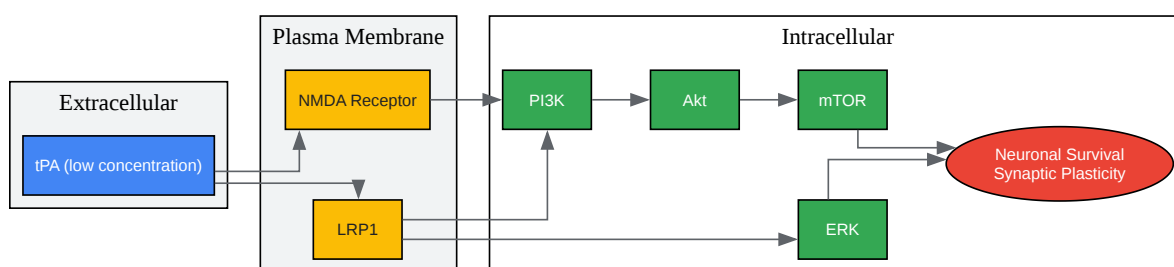 Extracellular
tPA (low concentration)
Plasma Membrane
NMDA Receptor
LRP1
Intracellular
PI3K
Akt
mTOR
ERK
Neuronal Survival
Synaptic Plasticity